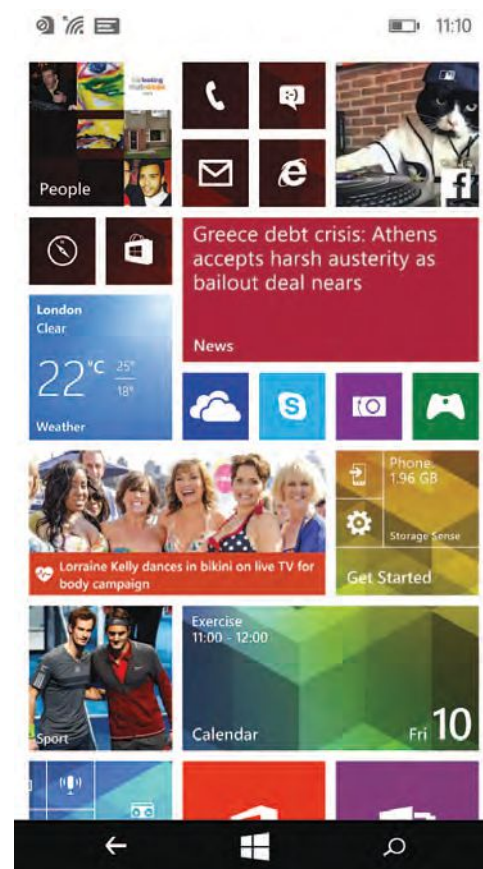 11:10
People
Greece debt crisis: Athens
accepts harsh austerity as
bailout deal nears
News
London
Clear
22°C
25°
18°
Weather
Phone
1.96 GB
Storage Sense
Get Started
Lorraine Kelly dances in bikini on live TV for
body campaign
Sport
Exercise
11:00 - 12:00
Calendar
Fri 10